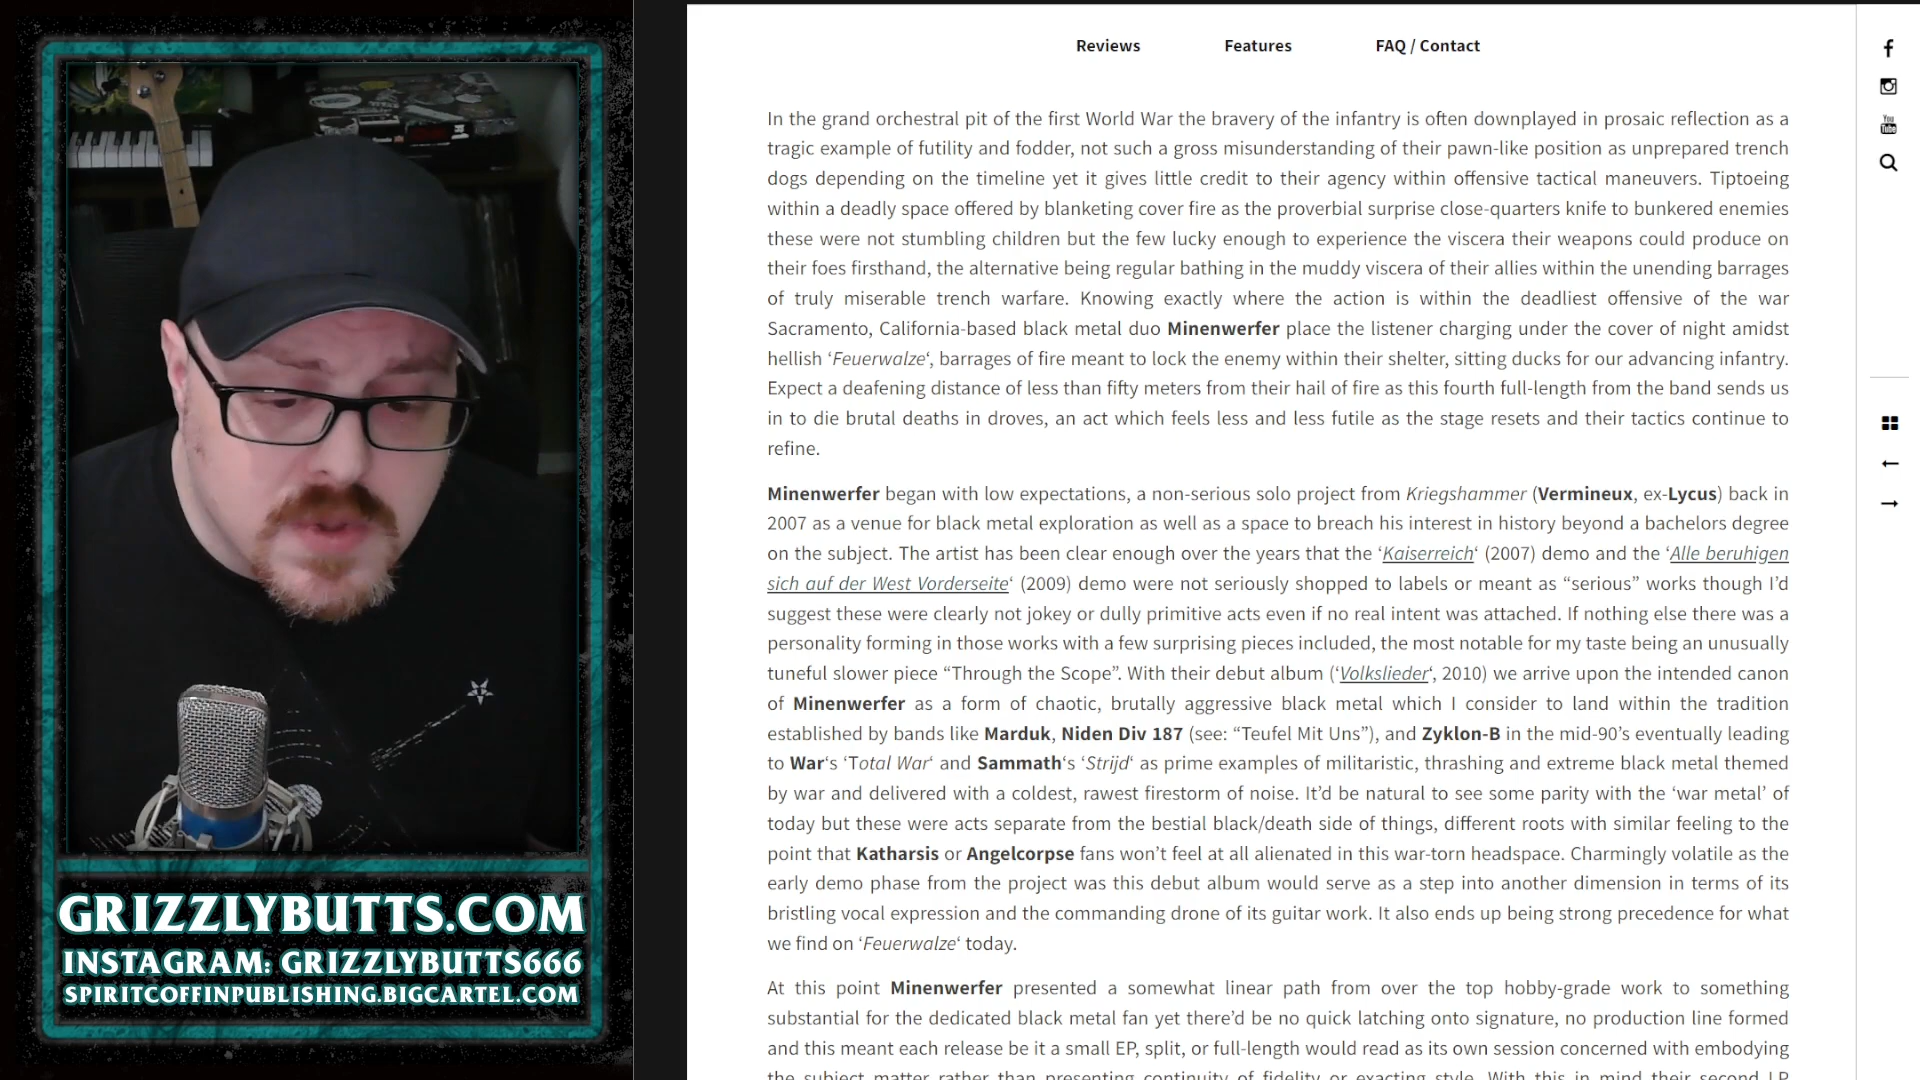 GRIZZLYBUTTS.COM
INSTAGRAM: GRIZZLYBUTTS666
SPIRITCOFFINPUBLISHING.BIGCARTEL.COM
Reviews Features FAQ / Contact
In the grand orchestral pit of the first World War the bravery of the infantry is often downplayed in prosaic reflection as a
tragic example of futility and fodder, not such a gross misunderstanding of their pawn-like position as unprepared trench
dogs depending on the timeline yet it gives little credit to their agency within offensive tactical maneuvers. Tiptoeing
within a deadly space offered by blanketing cover fire as the proverbial surprise close-quarters knife to bunkered enemies
these were not stumbling children but the few lucky enough to experience the viscera their weapons could produce on
their foes firsthand, the alternative being regular bathing in the muddy viscera of their allies within the unending barrages
of truly miserable trench warfare. Knowing exactly where the action is within the deadliest offensive of the war
Sacramento, California-based black metal duo Minenwerfer place the listener charging under the cover of night amidst
hellish ‘Feuerwalze‘, barrages of fire meant to lock the enemy within their shelter, sitting ducks for our advancing infantry.
Expect a deafening distance of less than fifty meters from their hail of fire as this fourth full-length from the band sends us
in to die brutal deaths in droves, an act which feels less and less futile as the stage resets and their tactics continue to
refine.
Minenwerfer began with low expectations, a non-serious solo project from Kriegshammer (Vermineux, ex-Lycus) back in
2007 as a venue for black metal exploration as well as a space to breach his interest in history beyond a bachelors degree
on the subject. The artist has been clear enough over the years that the ‘Kaiserreich‘ (2007) demo and the ‘Alle beruhigen
sich auf der West Vorderseite‘ (2009) demo were not seriously shopped to labels or meant as “serious” works though I’d
suggest these were clearly not jokey or dully primitive acts even if no real intent was attached. If nothing else there was a
personality forming in those works with a few surprising pieces included, the most notable for my taste being an unusually
tuneful slower piece “Through the Scope”. With their debut album (‘Volkslieder‘, 2010) we arrive upon the intended canon
of Minenwerfer as a form of chaotic, brutally aggressive black metal which I consider to land within the tradition
established by bands like Marduk, Niden Div 187 (see: “Teufel Mit Uns”), and Zyklon-B in the mid-90’s eventually leading
to War‘s ‘Total War‘ and Sammath‘s ‘Strijd‘ as prime examples of militaristic, thrashing and extreme black metal themed
by war and delivered with a coldest, rawest firestorm of noise. It’d be natural to see some parity with the ‘war metal’ of
today but these were acts separate from the bestial black/death side of things, different roots with similar feeling to the
point that Katharsis or Angelcorpse fans won’t feel at all alienated in this war-torn headspace. Charmingly volatile as the
early demo phase from the project was this debut album would serve as a step into another dimension in terms of its
bristling vocal expression and the commanding drone of its guitar work. It also ends up being strong precedence for what
we find on ‘Feuerwalze‘ today.
At this point Minenwerfer presented a somewhat linear path from over the top hobby-grade work to something
substantial for the dedicated black metal fan yet there’d be no quick latching onto signature, no production line formed
and this meant each release be it a small EP, split, or full-length would read as its own session concerned with embodying
the subject matter rather than presenting continuity of fidelity or exacting style. With this in mind their second LP
You
Tube